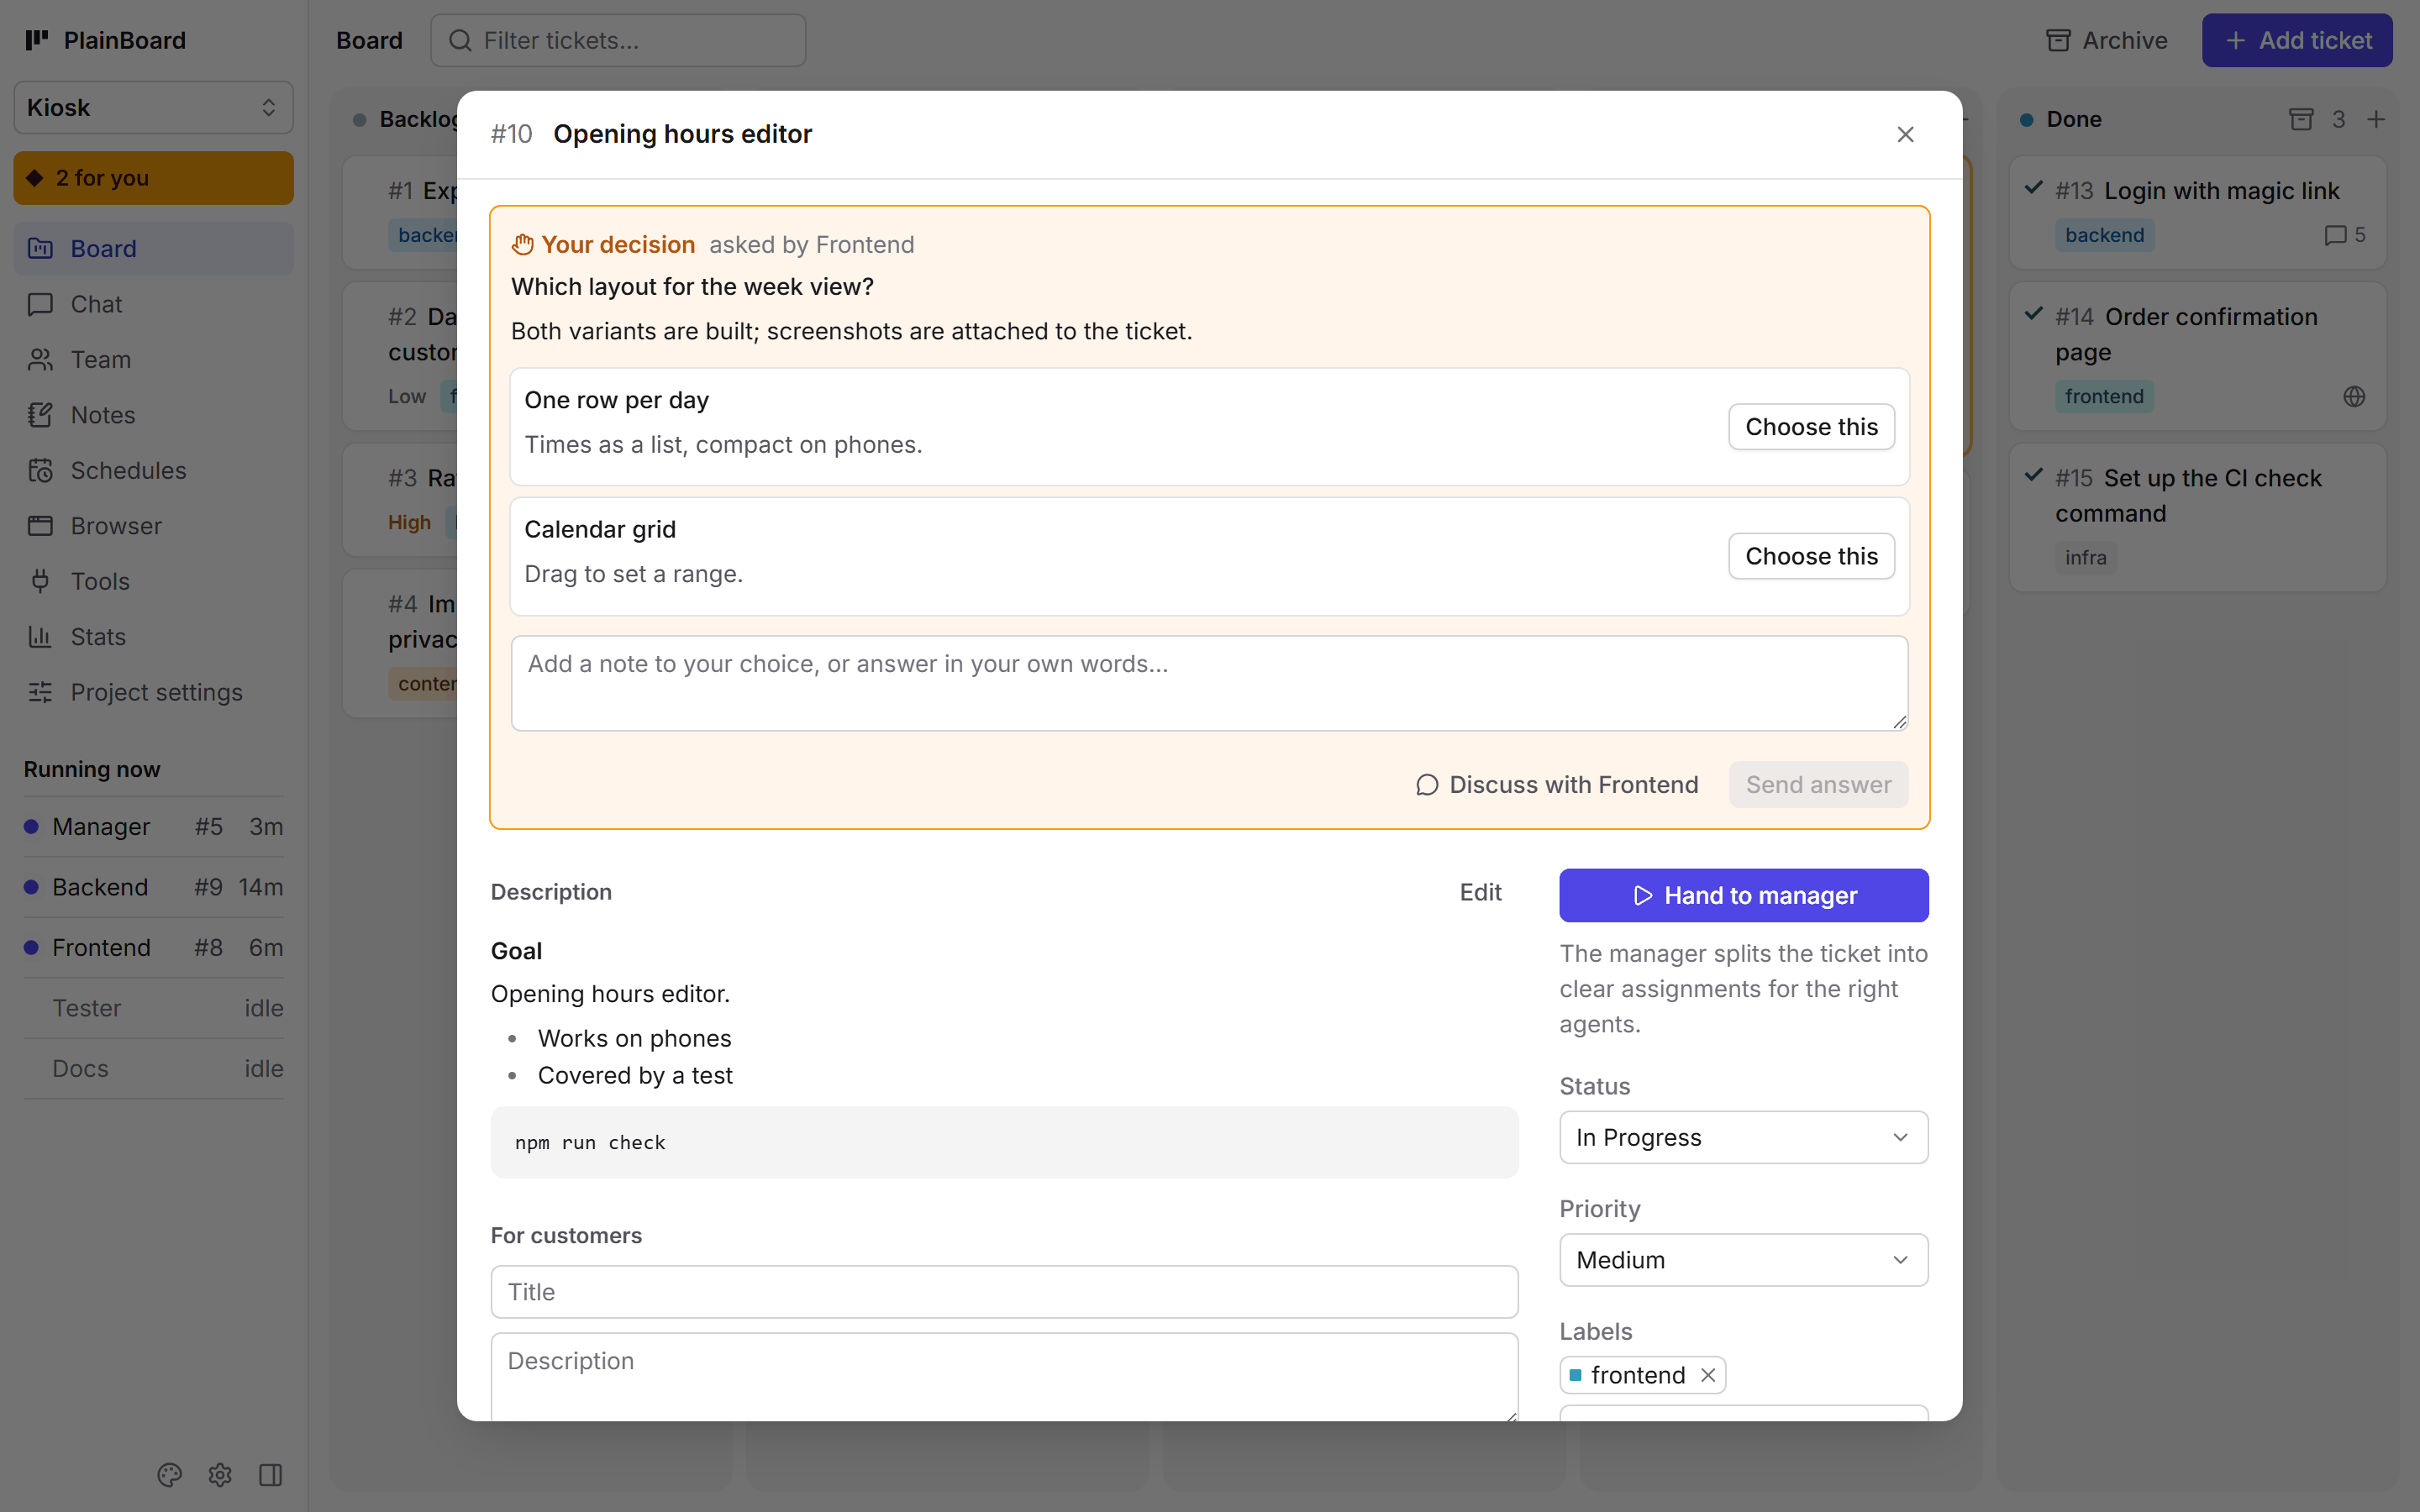 PlainBoard
Kiosk
2 for you
Board
Chat
Team
Notes
Schedules
Browser
Tools
Stats
Project settings
Running now
Manager #5 3m
Backend #9 14m
Frontend #8 6m
Tester idle
Docs idle
Board
Filter tickets...
Archive
Add ticket
Backlog
#1 Exp
backe
#2 Da
custor
Low
#3 Ra
High
#4 Im
privac
conter
#10 Opening hours editor
Your decision asked by Frontend
Which layout for the week view?
Both variants are built; screenshots are attached to the ticket.
One row per day
Times as a list, compact on phones.
Choose this
Calendar grid
Drag to set a range.
Choose this
Add a note to your choice, or answer in your own words...
Discuss with Frontend
Send answer
Description
Edit
Goal
Opening hours editor.
• Works on phones
• Covered by a test
npm run check
For customers
Title
Description
Hand to manager
The manager splits the ticket into
clear assignments for the right
agents.
Status
In Progress
Priority
Medium
Labels
frontend
Done 3
#13 Login with magic link
backend 5
#14 Order confirmation
page
frontend
#15 Set up the CI check
command
infra